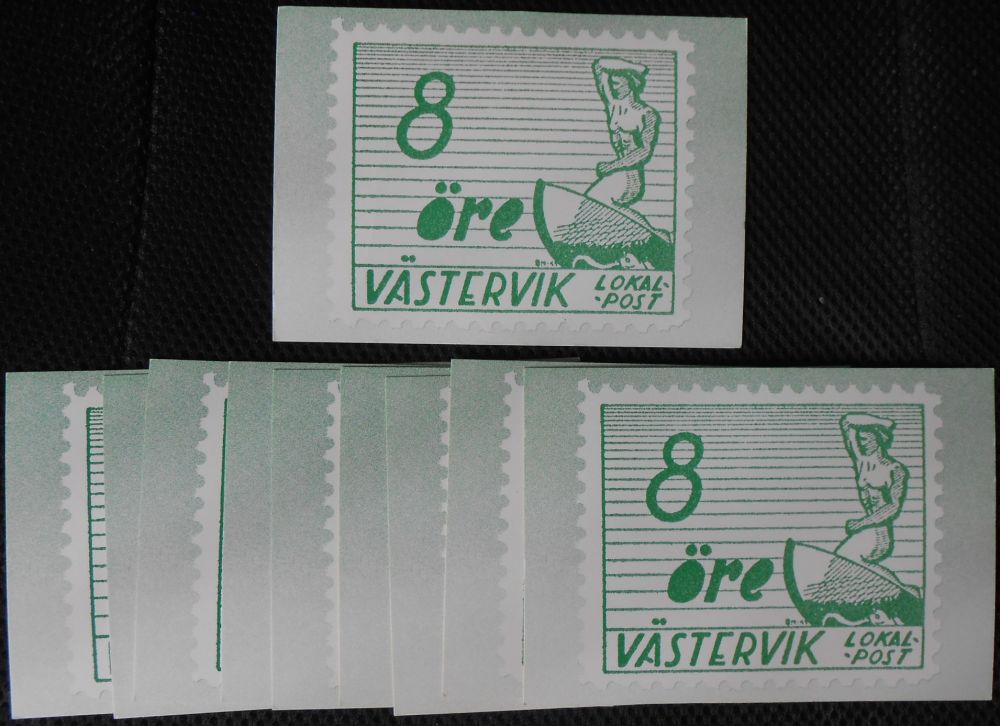 8
öre
VÄSTERVIK LOKAL-
-POST
8
öre
VÄSTERVIK LOKAL-
-POST